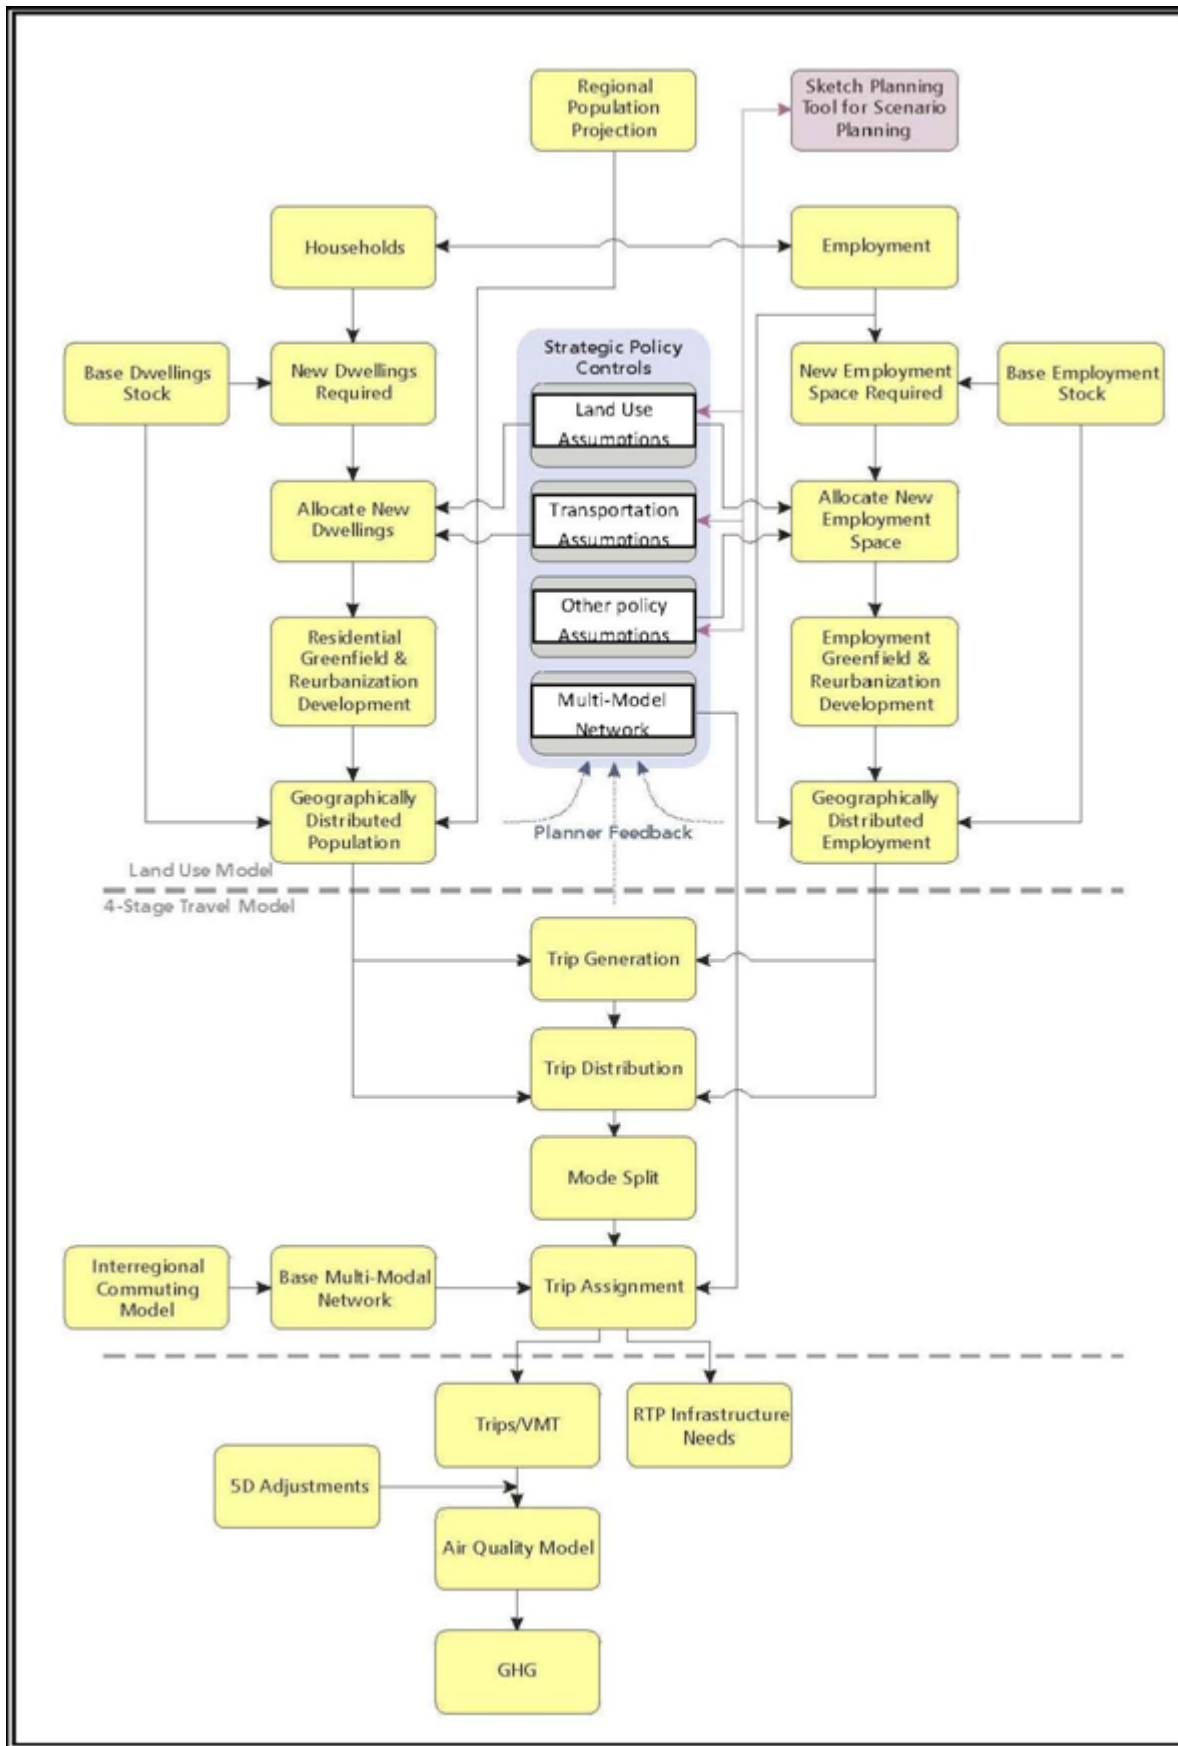 Regional
Population
Projection
Sketch Planning
Tool for Scenario
Planning
Households
Employment
Base Dwellings
Stock
New Dwellings
Required
Strategic Policy
Controls
New Employment
Space Required
Base Employment
Stock
Land Use
Assumptions
Allocate New
Dwellings
Transportation
Assumptions
Allocate New
Employment
Space
Other policy
Assumptions
Residential
Greenfield &
Reurbanization
Development
Employment
Greenfield &
Reurbanization
Development
Multi-Model
Network
Geographically
Distributed
Population
Planner Feedback
Geographically
Distributed
Employment
Land Use Model
4-Stage Travel Model
Trip Generation
Trip Distribution
Mode Split
Interregional
Commuting
Model
Base Multi-Modal
Network
Trip Assignment
Trips/VMT
RTP Infrastructure
Needs
5D Adjustments
Air Quality Model
GHG